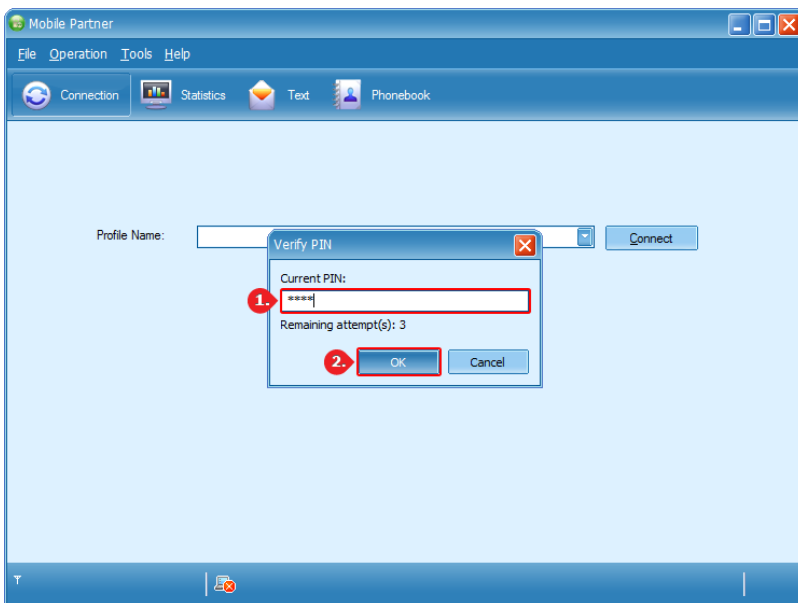 Mobile Partner
File Operation Tools Help
Connection Statistics Text Phonebook
Profile Name: Connect
Verify PIN
Current PIN:
1. ****
Remaining attempt(s): 3
2. OK Cancel